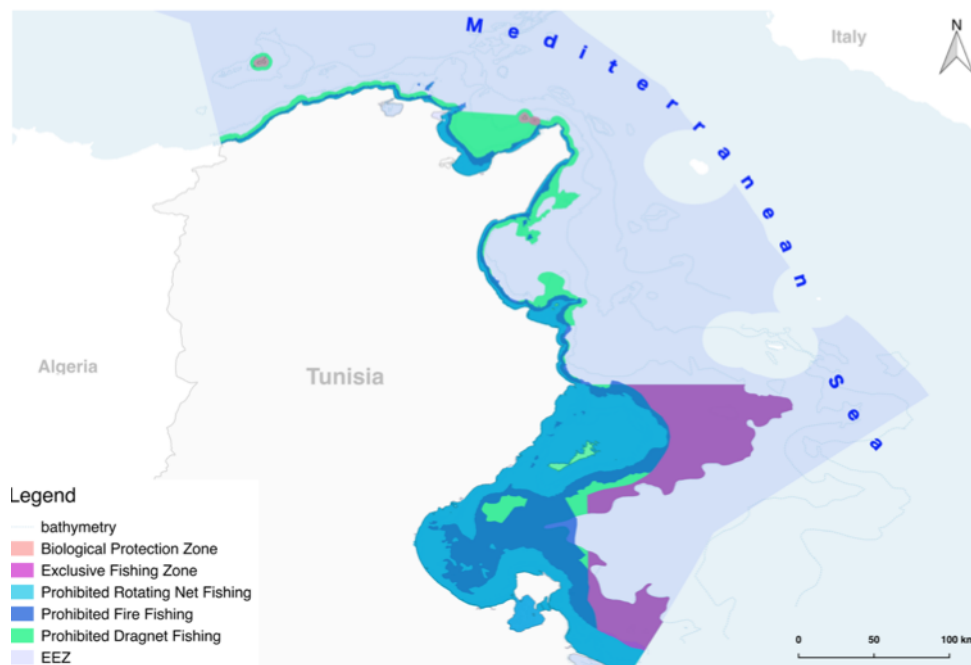 Mediterranean Sea
Italy
N
Algeria
Tunisia
Legend
bathymetry
Biological Protection Zone
Exclusive Fishing Zone
Prohibited Rotating Net Fishing
Prohibited Fire Fishing
Prohibited Dragnet Fishing
EEZ
0 50 100 km